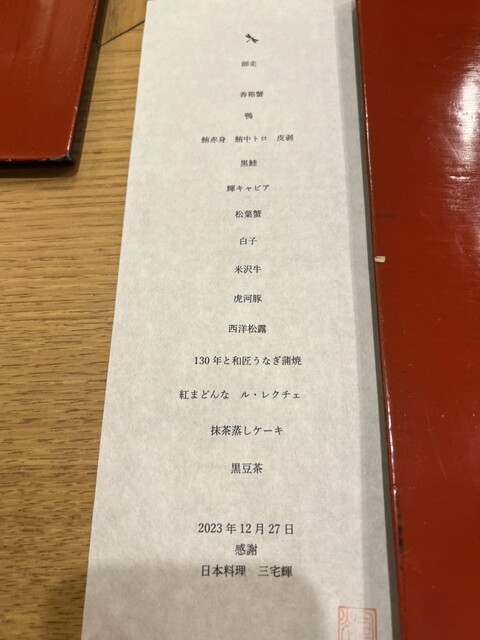 師走
香箱蟹
鴨
鮪赤身　鮪中トロ　皮剥
黒鮑
輝キャビア
松葉蟹
白子
米沢牛
虎河豚
西洋松露
130年と和匠うなぎ蒲焼
紅まどんな　ル・レクチェ
抹茶蒸しケーキ
黒豆茶
2023年12月27日
感謝
日本料理　三宅輝